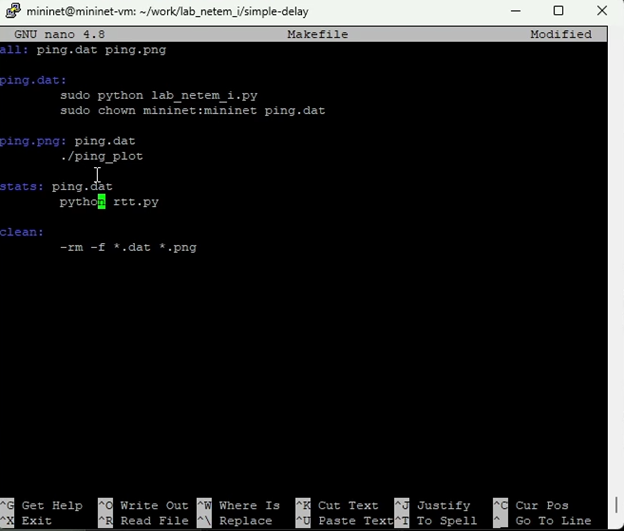 mininet@mininet-vm: ~/work/lab_netem_i/simple-delay
GNU nano 4.8 Makefile Modified
all: ping.dat ping.png
ping.dat:
sudo python lab_netem_i.py
sudo chown mininet:mininet ping.dat
ping.png: ping.dat
./ping_plot
stats: ping.dat
python rtt.py
clean:
-rm -f *.dat *.png
^G Get Help ^O Write Out ^W Where Is ^K Cut Text ^J Justify ^C Cur Pos
^X Exit ^R Read File ^\ Replace ^U Paste Text ^T To Spell ^_ Go To Line